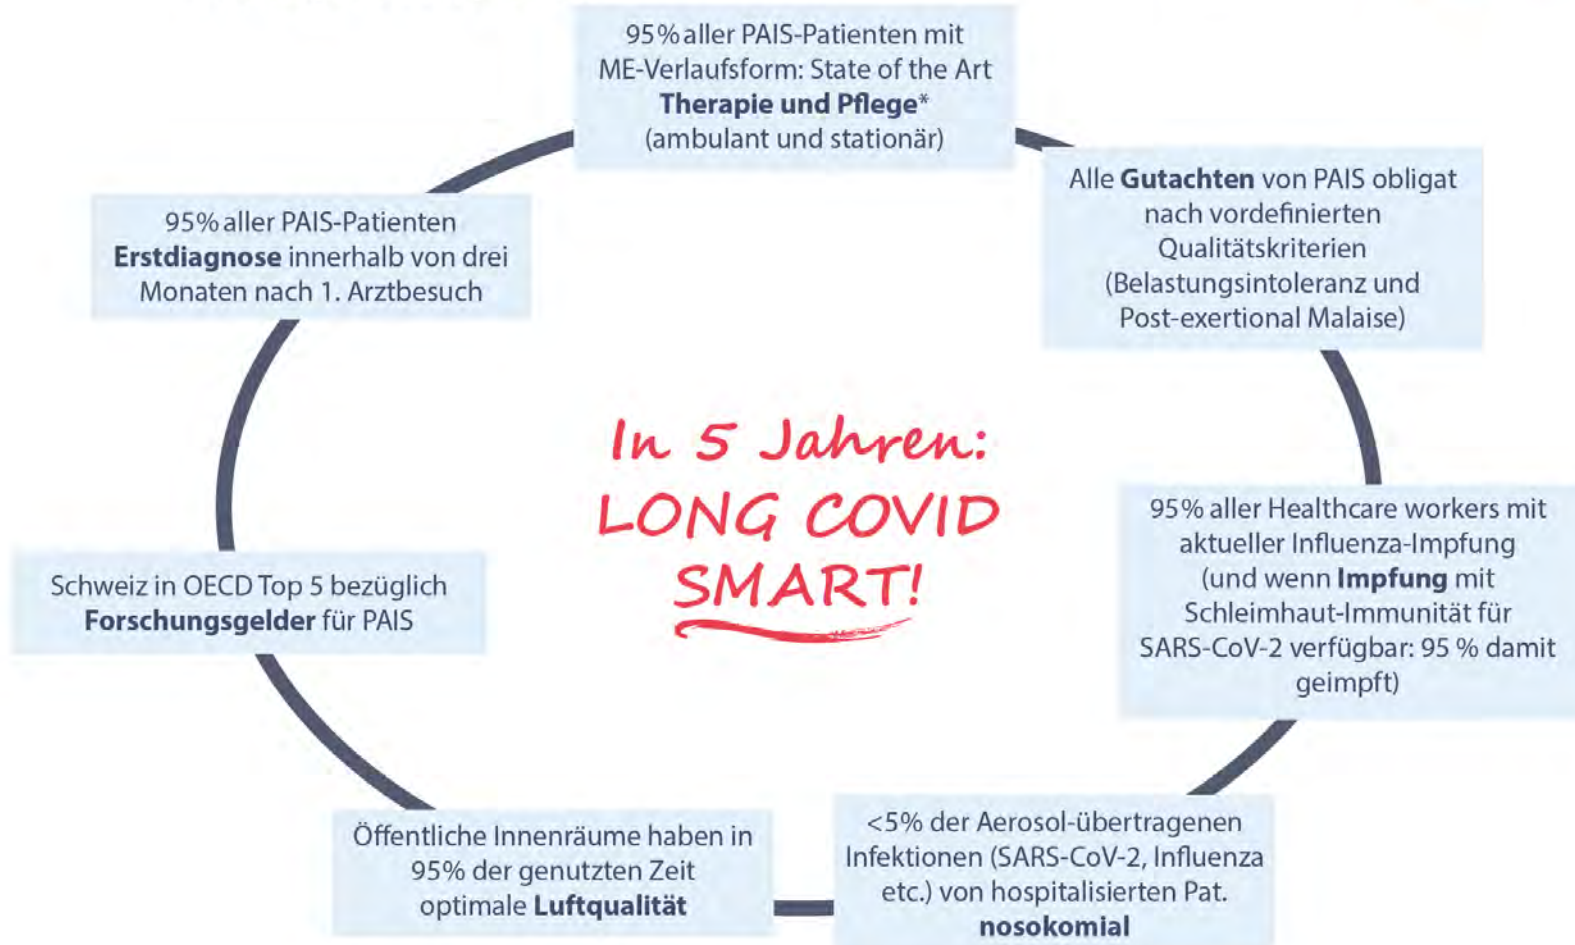 95% aller PAIS-Patienten mit
ME-Verlaufsform: State of the Art
Therapie und Pflege*
(ambulant und stationär)
Alle Gutachten von PAIS obligat
nach vordefinierten
Qualitätskriterien
(Belastungsintoleranz und
Post-exertional Malaise)
95% aller Healthcare workers mit
aktueller Influenza-Impfung
(und wenn Impfung mit
Schleimhaut-Immunität für
SARS-CoV-2 verfügbar: 95 % damit
geimpft)
<5% der Aerosol-übertragenen
Infektionen (SARS-CoV-2, Influenza
etc.) von hospitalisierten Pat.
nosokomial
Öffentliche Innenräume haben in
95% der genutzten Zeit
optimale Luftqualität
Schweiz in OECD Top 5 bezüglich
Forschungsgelder für PAIS
95% aller PAIS-Patienten
Erstdiagnose innerhalb von drei
Monaten nach 1. Arztbesuch
In 5 Jahren:
LONG COVID
SMART!